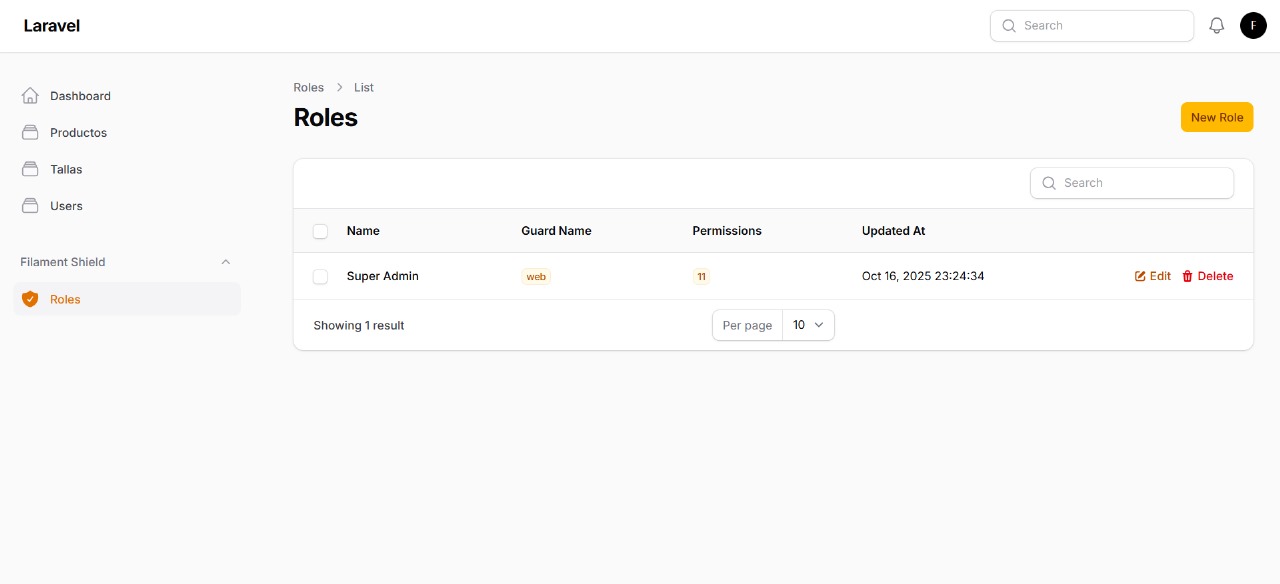 Laravel
Search
F
Dashboard
Productos
Tallas
Users
Filament Shield
Roles
Roles > List
Roles
New Role
Search
Name Guard Name Permissions Updated At
Super Admin web 11 Oct 16, 2025 23:24:34 Edit Delete
Showing 1 result Per page 10